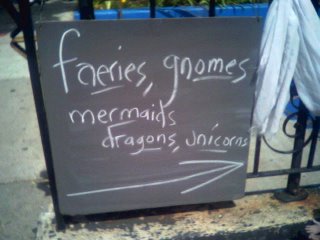 faeries, gnomes
mermaids
dragons, unicorns